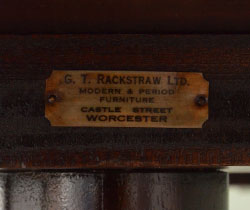 G. T. RACKSTRAW LTD.
MODERN & PERIOD
FURNITURE
CASTLE STREET
WORCESTER